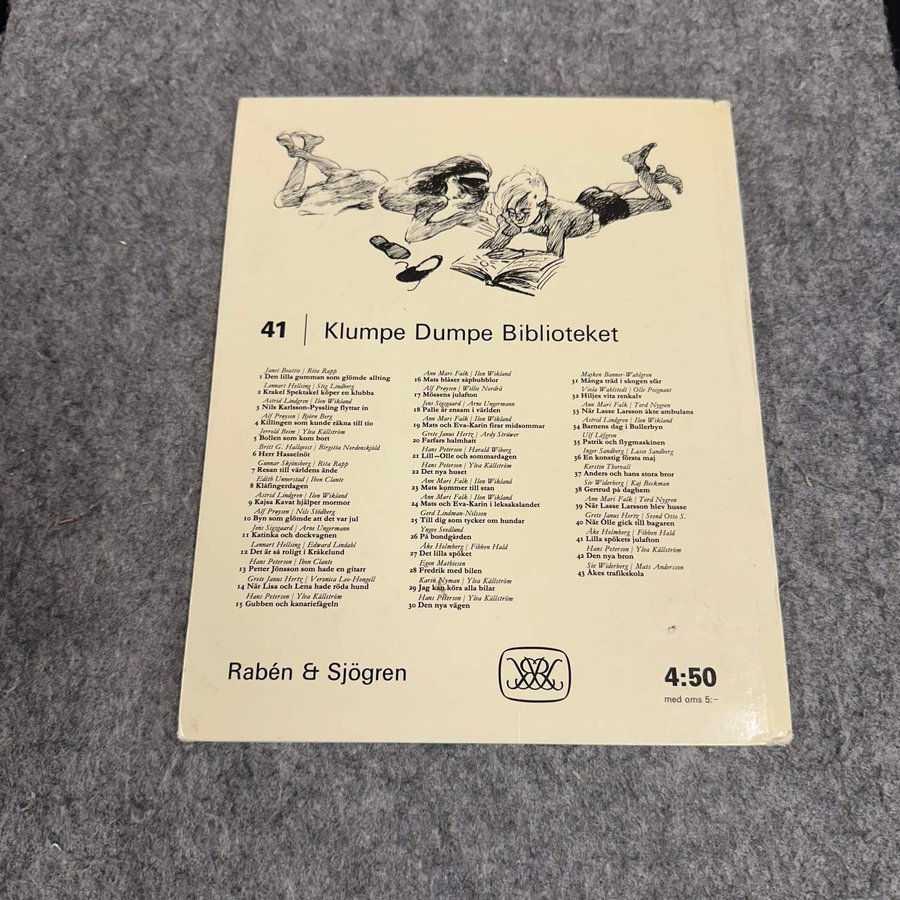 41 | Klumpe Dumpe Biblioteket
Janet Beattie / Rita Rapp
1 Den lilla gumman som glömde allting
Lennart Hellsing / Stig Lindberg
2 Krakel Spektakel köper en klubba
Astrid Lindgren / Ilon Wikland
3 Nils Karlsson-Pyssling flyttar in
Alf Prøysen / Björn Berg
4 Killingen som kunde räkna till tio
Jerrold Beim / Ylva Källström
5 Bollen som kom bort
Britt G. Hallqvist / Birgitta Nordenskjöld
6 Herr Hasselnöt
Gunnar Skjönsberg / Rita Rapp
7 Resan till världens ände
Edith Unnerstad / Iben Clante
8 Klåfingerdagen
Astrid Lindgren / Ilon Wikland
9 Kajsa Kavat hjälper mormor
Alf Prøysen / Nils Stödberg
10 Byn som glömde att det var jul
Jens Sigsgaard / Arne Ungermann
11 Katinka och dockvagnen
Lennart Hellsing / Edward Lindahl
12 Det är så roligt i Kråkelund
Hans Peterson / Iben Clante
13 Petter Jönsson som hade en gitarr
Grete Janus Hertz / Veronica Leo-Hongell
14 När Lisa och Lena hade röda hund
Hans Peterson / Ylva Källström
15 Gubben och kanariefågeln
Ann Mari Falk / Ilon Wikland
16 Mats blåser såpbubblor
Alf Prøysen / Willie Nordrå
17 Mössens julafton
Jens Sigsgaard / Arne Ungermann
18 Palle är ensam i världen
Ann Mari Falk / Ilon Wikland
19 Mats och Eva-Karin firar midsommar
Grete Janus Hertz / Ardy Strüwer
20 Farfars halmhatt
Hans Peterson / Harald Wiberg
21 Lill-Olle och sommardagen
Hans Peterson / Ylva Källström
22 Det nya huset
Ann Mari Falk / Ilon Wikland
23 Mats kommer till stan
Ann Mari Falk / Ilon Wikland
24 Mats och Eva-Karin i leksakslandet
Gerd Lindman-Nilsson
25 Till dig som tycker om hundar
Yngve Svedlund
26 På bondgården
Åke Holmberg / Fibben Hald
27 Det lilla spöket
Egon Mathiesen
28 Fredrik med bilen
Karin Nyman / Ylva Källström
29 Jag kan köra alla bilar
Hans Peterson / Ylva Källström
30 Den nya vägen
Majken Banner-Wahlgren
31 Många träd i skogen står
Viola Wahlstedt / Olle Poignant
32 Hiljes vita renkalv
Ann Mari Falk / Tord Nygren
33 När Lasse Larsson åkte ambulans
Astrid Lindgren / Ilon Wikland
34 Barnens dag i Bullerbyn
Ulf Löfgren
35 Patrik och flygmaskinen
Inger Sandberg / Lasse Sandberg
36 En konstig första maj
Kerstin Thorvall
37 Anders och hans stora bror
Siv Widerberg / Kaj Beckman
38 Gertrud på daghem
Ann Mari Falk / Tord Nygren
39 När Lasse Larsson blev husse
Grete Janus Hertz / Svend Otto S.
40 När Olle gick till bagaren
Åke Holmberg / Fibben Hald
41 Lilla spökets julafton
Hans Peterson / Ylva Källström
42 Den nya bron
Siv Widerberg / Mats Andersson
43 Åkes trafikskola
Rabén & Sjögren
4:50
med oms 5:–